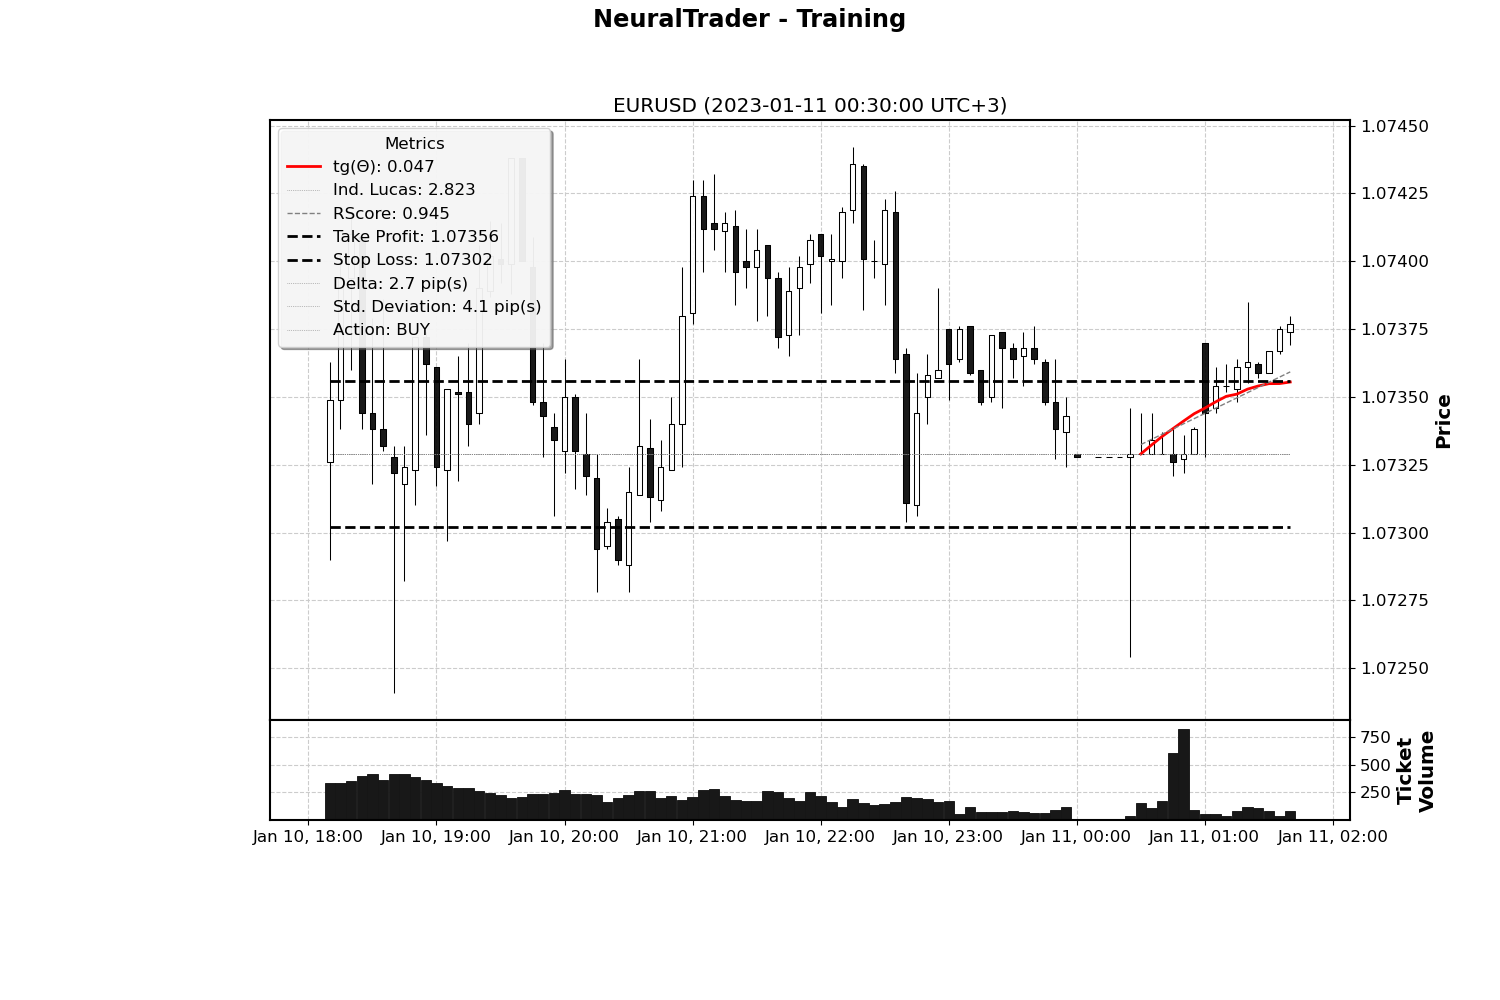 NeuralTrader - Training
EURUSD (2023-01-11 00:30:00 UTC+3)
Metrics
tg(Θ): 0.047
Ind. Lucas: 2.823
RScore: 0.945
Take Profit: 1.07356
Stop Loss: 1.07302
Delta: 2.7 pip(s)
Std. Deviation: 4.1 pip(s)
Action: BUY
1.07450
1.07425
1.07400
1.07375
1.07350
1.07325
1.07300
1.07275
1.07250
Price
750
500
250
Ticket
Volume
Jan 10, 18:00
Jan 10, 19:00
Jan 10, 20:00
Jan 10, 21:00
Jan 10, 22:00
Jan 10, 23:00
Jan 11, 00:00
Jan 11, 01:00
Jan 11, 02:00